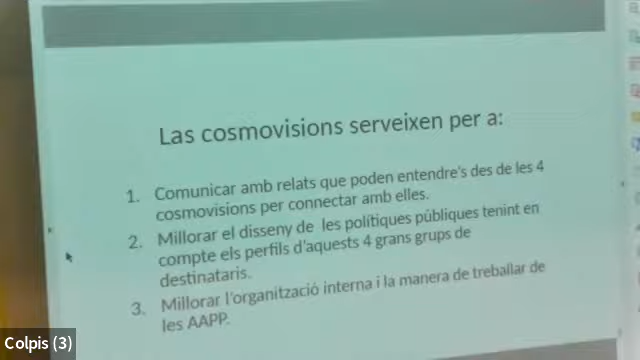 Las cosmovisions serveixen per a:
1. Comunicar amb relats que poden entendre's des de les 4
cosmovisions per connectar amb elles.
2. Millorar el disseny de les polítiques públiques tenint en
compte els perfils d'aquests 4 grans grups de
destinataris.
3. Millorar l'organització interna i la manera de treballar de
les AAPP.
Colpis (3)